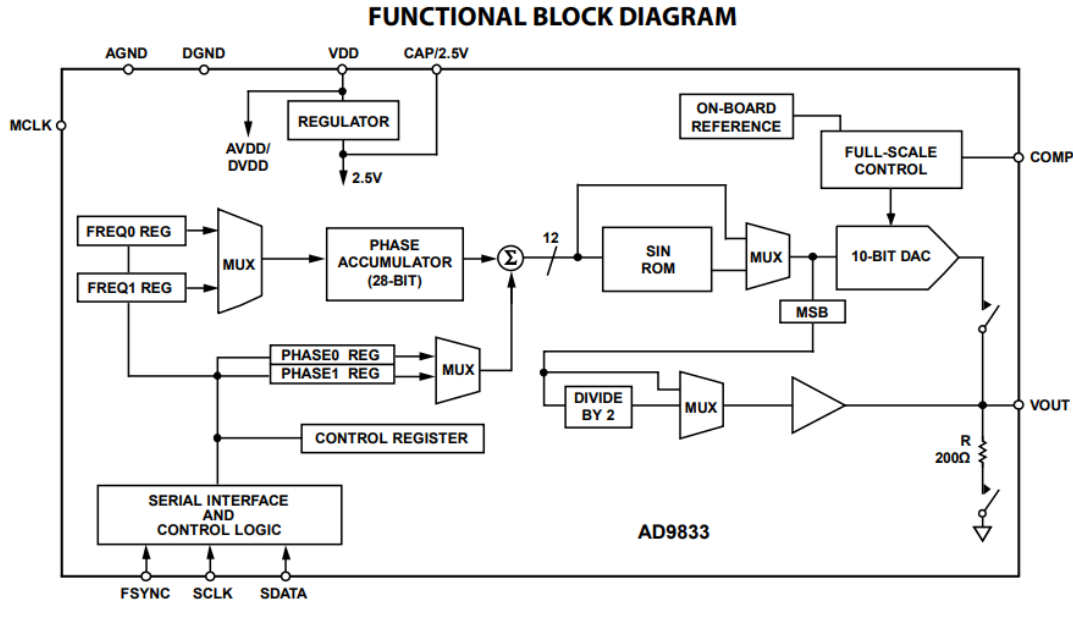 FUNCTIONAL BLOCK DIAGRAM
AGND
DGND
VDD
CAP/2.5V
MCLK
REGULATOR
AVDD/
DVDD
2.5V
ON-BOARD
REFERENCE
FULL-SCALE
CONTROL
COMP
FREQ0 REG
FREQ1 REG
MUX
PHASE
ACCUMULATOR
(28-BIT)
Σ
12
SIN
ROM
MUX
10-BIT DAC
MSB
PHASE0 REG
PHASE1 REG
MUX
DIVIDE
BY 2
MUX
VOUT
R
200Ω
CONTROL REGISTER
SERIAL INTERFACE
AND
CONTROL LOGIC
AD9833
FSYNC
SCLK
SDATA